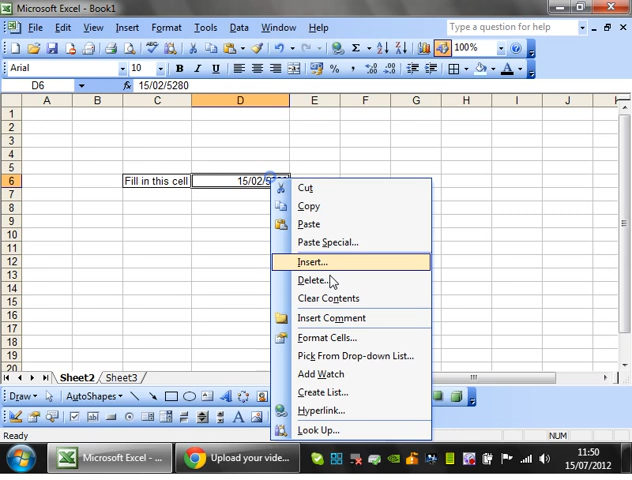 Microsoft Excel - Book1
File Edit View Insert Format Tools Data Window Help
Type a question for help
100%
Arial 10 B I U
D6 fx 15/02/5280
A B C D E F G H I J K
1
2
3
4
5
6 Fill in this cell 15/02/5280
7
8
9
10
11
12
13
14
15
16
17
18
19
20
Cut
Copy
Paste
Paste Special...
Insert...
Delete...
Clear Contents
Insert Comment
Format Cells...
Pick From Drop-down List...
Add Watch
Create List...
Hyperlink...
Look Up...
Sheet2 Sheet3
Draw AutoShapes
Ready NUM
Microsoft Excel - ... Upload your vide...
11:50
15/07/2012